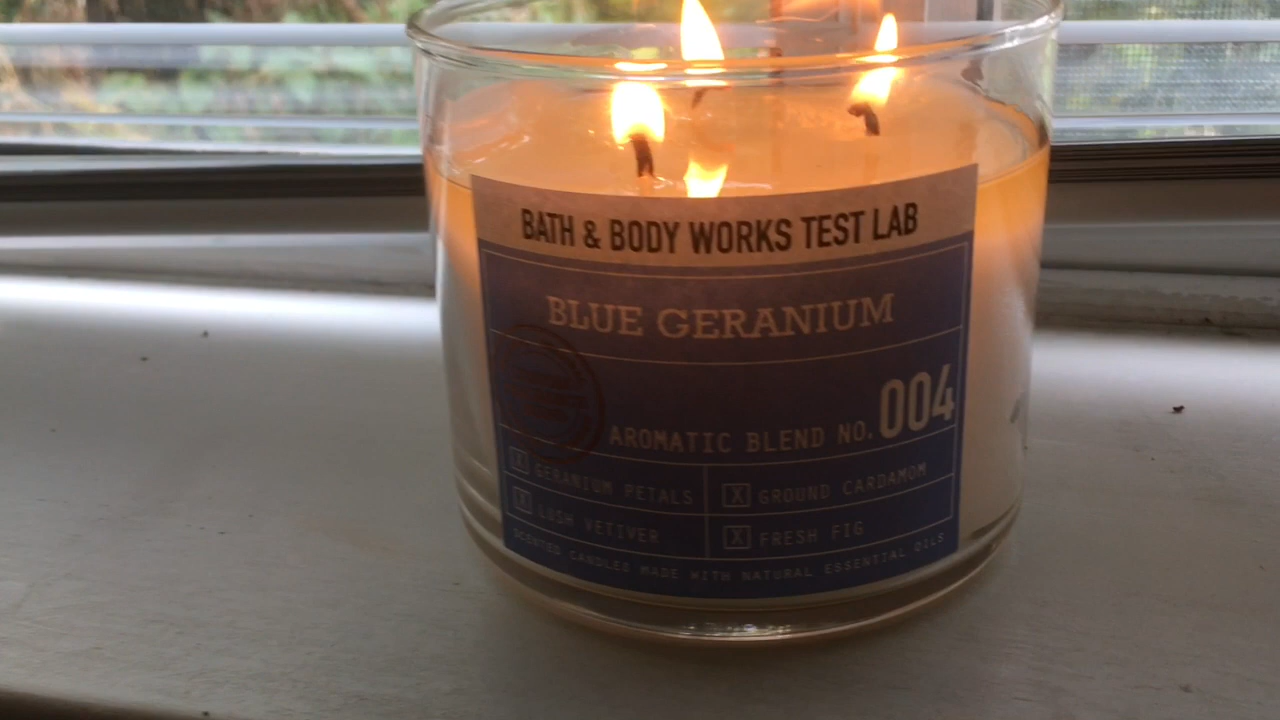 BATH & BODY WORKS TEST LAB
BLUE GERANIUM
AROMATIC BLEND NO. 004
X GERANIUM PETALS
X GROUND CARDAMOM
X LUSH VETIVER
X FRESH FIG
SCENTED CANDLES MADE WITH NATURAL ESSENTIAL OILS